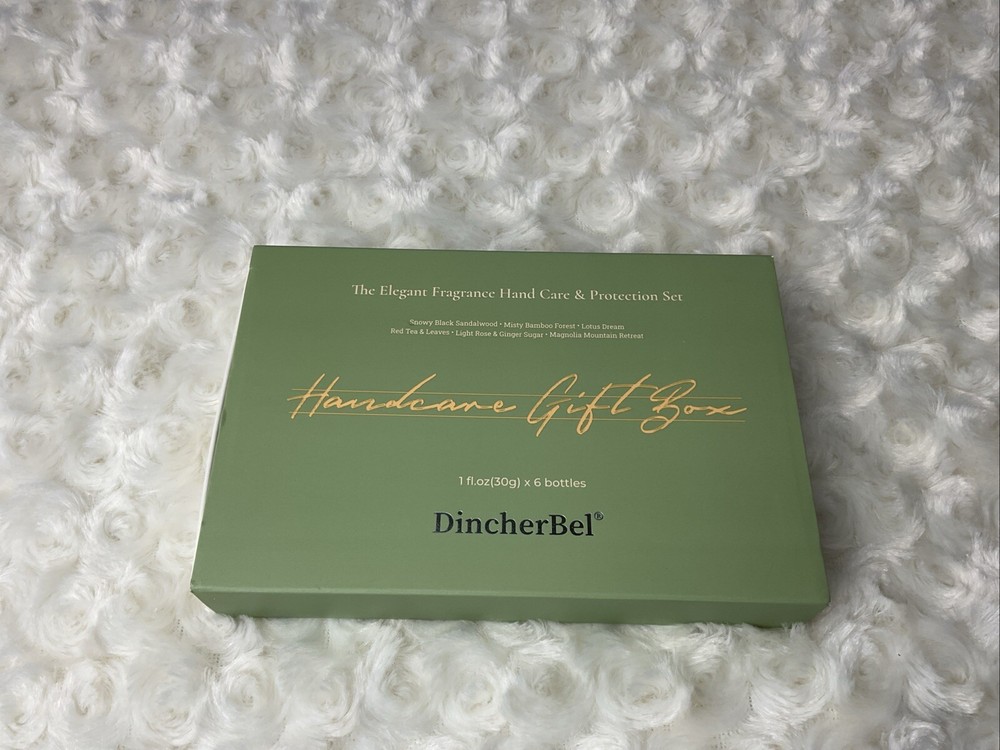 The Elegant Fragrance Hand Care & Protection Set
Snowy Black Sandalwood • Misty Bamboo Forest • Lotus Dream
Red Tea & Leaves • Light Rose & Ginger Sugar • Magnolia Mountain Retreat
Handcare Gift Box
1 fl.oz(30g) x 6 bottles
DincherBel®